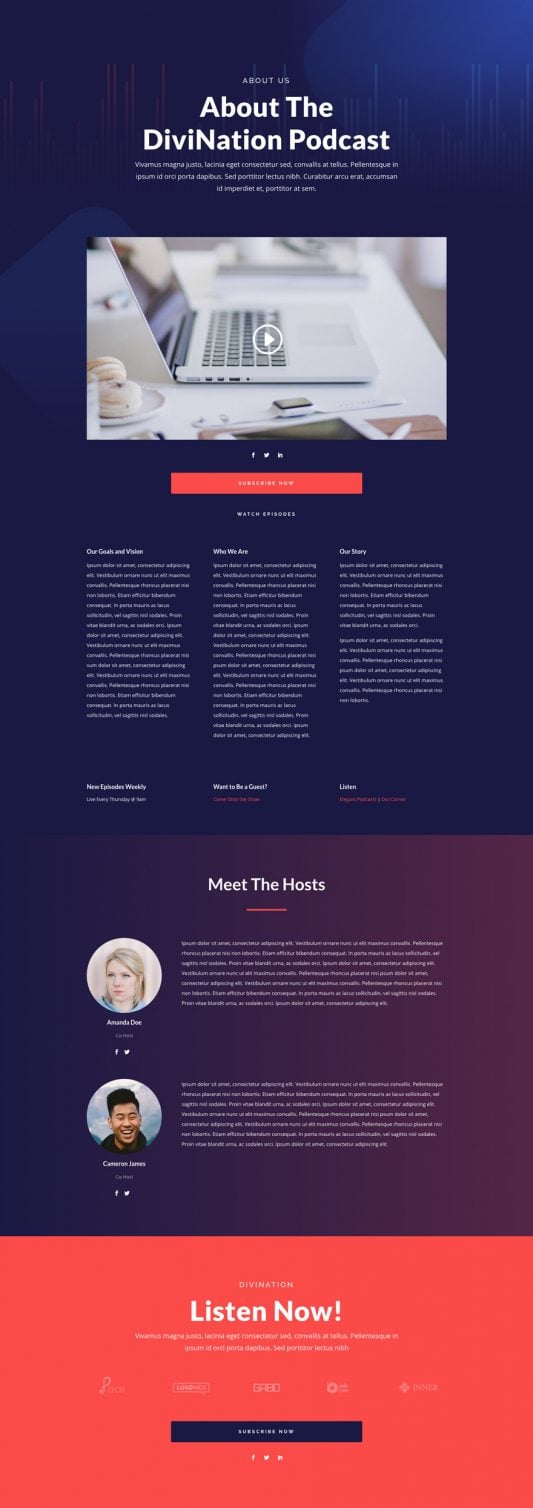 ABOUT US
About The
DiviNation Podcast
Vivamus magna justo, lacinia eget consectetur sed, convallis at tellus. Pellentesque in
ipsum id orci porta dapibus. Sed porttitor lectus nibh. Curabitur arcu erat, accumsan
id imperdiet et, porttitor at sem.
SUBSCRIBE NOW
WATCH EPISODES
Our Goals and Vision
Ipsum dolor sit amet, consectetur adipiscing
elit. Vestibulum ornare nunc ut elit maximus
convallis. Pellentesque rhoncus placerat nisi
non lobortis. Etiam efficitur bibendum
consequat. In porta mauris ac lacus
sollicitudin, vel sagittis nisl sodales. Proin
vitae blandit urna, ac sodales orci. Ipsum
dolor sit amet, consectetur adipiscing elit.
Vestibulum ornare nunc ut elit maximus
convallis. Pellentesque rhoncus placerat nisi
sum dolor sit amet, consectetur adipiscing
elit. Vestibulum ornare nunc ut elit maximus
convallis. Pellentesque rhoncus placerat nisi
non lobortis. Etiam efficitur bibendum
consequat. In porta mauris ac lacus
sollicitudin, vel sagittis nisl sodales.
Who We Are
Ipsum dolor sit amet, consectetur adipiscing
elit. Vestibulum ornare nunc ut elit maximus
convallis. Pellentesque rhoncus placerat nisi
non lobortis. Etiam efficitur bibendum
consequat. In porta mauris ac lacus
sollicitudin, vel sagittis nisl sodales. Proin
vitae blandit urna, ac sodales orci. Ipsum
dolor sit amet, consectetur adipiscing elit.
Vestibulum ornare nunc ut elit maximus
convallis. Pellentesque rhoncus placerat nisi
psum dolor sit amet, consectetur adipiscing
elit. Vestibulum ornare nunc ut elit maximus
convallis. Pellentesque rhoncus placerat nisi
non lobortis. Etiam efficitur bibendum
consequat. In porta mauris ac lacus
sollicitudin, vel sagittis nisl sodales. Proin
vitae blandit urna, ac sodales orci. Ipsum
dolor sit amet, consectetur adipiscing elit.
Our Story
Ipsum dolor sit amet, consectetur adipiscing
elit. Vestibulum ornare nunc ut elit maximus
convallis. Pellentesque rhoncus placerat nisi
non lobortis. Etiam efficitur bibendum
consequat. In porta mauris ac lacus
sollicitudin, vel sagittis nisl sodales. Proin
vitae blandit urna, ac sodales orci.
Ipsum dolor sit amet, consectetur adipiscing
elit. Vestibulum ornare nunc ut elit maximus
convallis. Pellentesque rhoncus placerat nisi
psum dolor sit amet, consectetur adipiscing
elit. Vestibulum ornare nunc ut elit maximus
convallis. Pellentesque rhoncus placerat nisi
non lobortis.
New Episodes Weekly
Live Every Thursday @ 9am
Want to Be a Guest?
Come Onto the Show
Listen
Elegant Podcasts | Divi Corner
Meet The Hosts
Ipsum dolor sit amet, consectetur adipiscing elit. Vestibulum ornare nunc ut elit maximus convallis. Pellentesque
rhoncus placerat nisi non lobortis. Etiam efficitur bibendum consequat. In porta mauris ac lacus sollicitudin, vel
sagittis nisl sodales. Proin vitae blandit urna, ac sodales orci. Ipsum dolor sit amet, consectetur adipiscing elit.
Vestibulum ornare nunc ut elit maximus convallis. Pellentesque rhoncus placerat nisi ipsum dolor sit amet,
consectetur adipiscing elit. Vestibulum ornare nunc ut elit maximus convallis. Pellentesque rhoncus placerat nisi
non lobortis. Etiam efficitur bibendum consequat. In porta mauris ac lacus sollicitudin, vel sagittis nisl sodales.
Proin vitae blandit urna, ac sodales orci. Ipsum dolor sit amet, consectetur adipiscing elit.
Amanda Doe
Co-Host
Ipsum dolor sit amet, consectetur adipiscing elit. Vestibulum ornare nunc ut elit maximus convallis. Pellentesque
rhoncus placerat nisi non lobortis. Etiam efficitur bibendum consequat. In porta mauris ac lacus sollicitudin, vel
sagittis nisl sodales. Proin vitae blandit urna, ac sodales orci. Ipsum dolor sit amet, consectetur adipiscing elit.
Vestibulum ornare nunc ut elit maximus convallis. Pellentesque rhoncus placerat nisi psum dolor sit amet,
consectetur adipiscing elit. Vestibulum ornare nunc ut elit maximus convallis. Pellentesque rhoncus placerat nisi
non lobortis. Etiam efficitur bibendum consequat. In porta mauris ac lacus sollicitudin, vel sagittis nisl sodales.
Proin vitae blandit urna, ac sodales orci. Ipsum dolor sit amet, consectetur adipiscing elit.
Cameron James
Co-Host
DIVINATION
Listen Now!
Vivamus magna justo, lacinia eget consectetur sed, convallis at tellus. Pellentesque in
ipsum id orci porta dapibus. Sed porttitor lectus nibh
LOUDNICK
INNER
SUBSCRIBE NOW